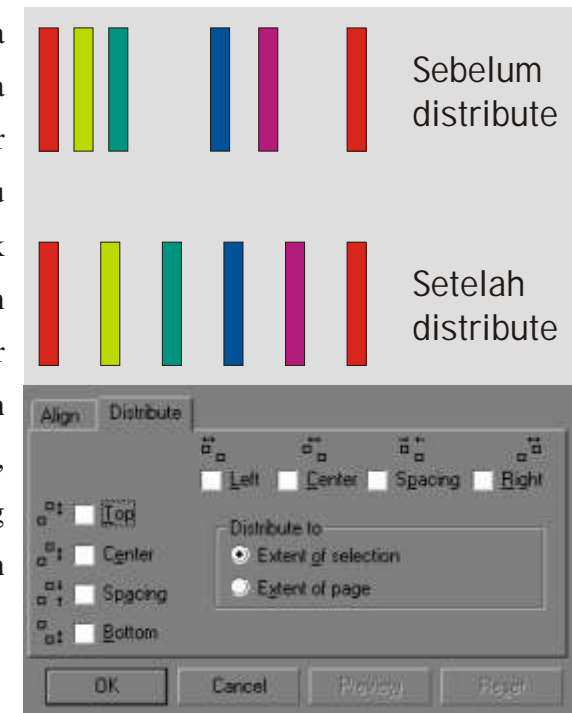 a
a
r
u
k
n
r
n
,
g
n
Sebelum
distribute
Setelah
distribute
Align Distribute
Left Center Spacing Right
Top
Center
Spacing
Bottom
Distribute to
Extent of selection
Extent of page
OK Cancel Preview Reset